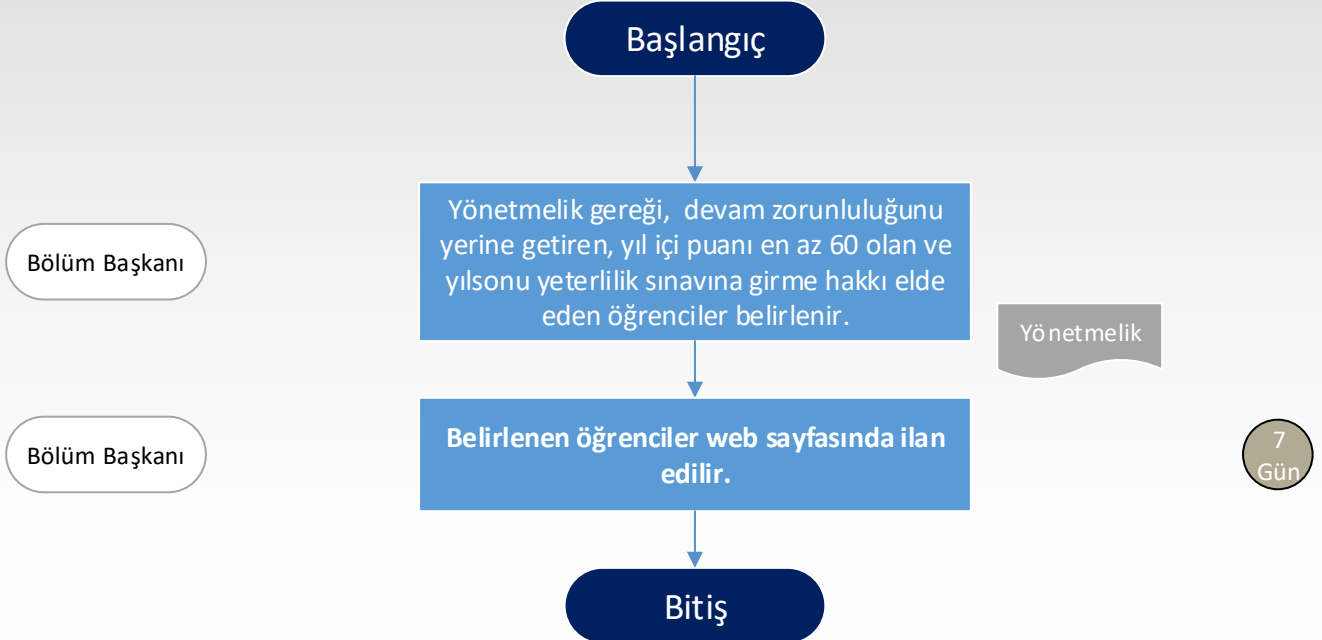 Başlangıç
Bölüm Başkanı
Yönetmelik gereği, devam zorunluluğunu
yerine getiren, yıl içi puanı en az 60 olan ve
yılsonu yeterlilik sınavına girme hakkı elde
eden öğrenciler belirlenir.
Yönetmelik
Bölüm Başkanı
Belirlenen öğrenciler web sayfasında ilan
edilir.
7
Gün
Bitiş